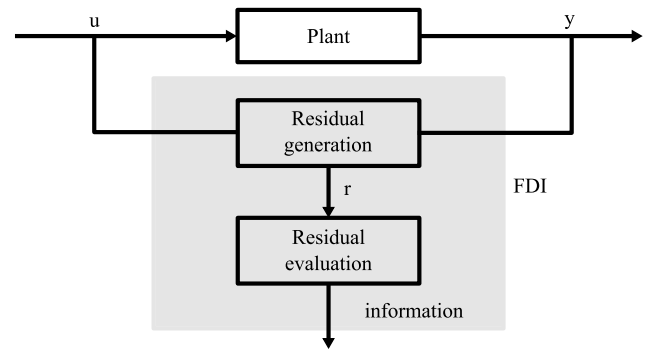 u
y
Plant
Residual
generation
FDI
r
Residual
evaluation
information